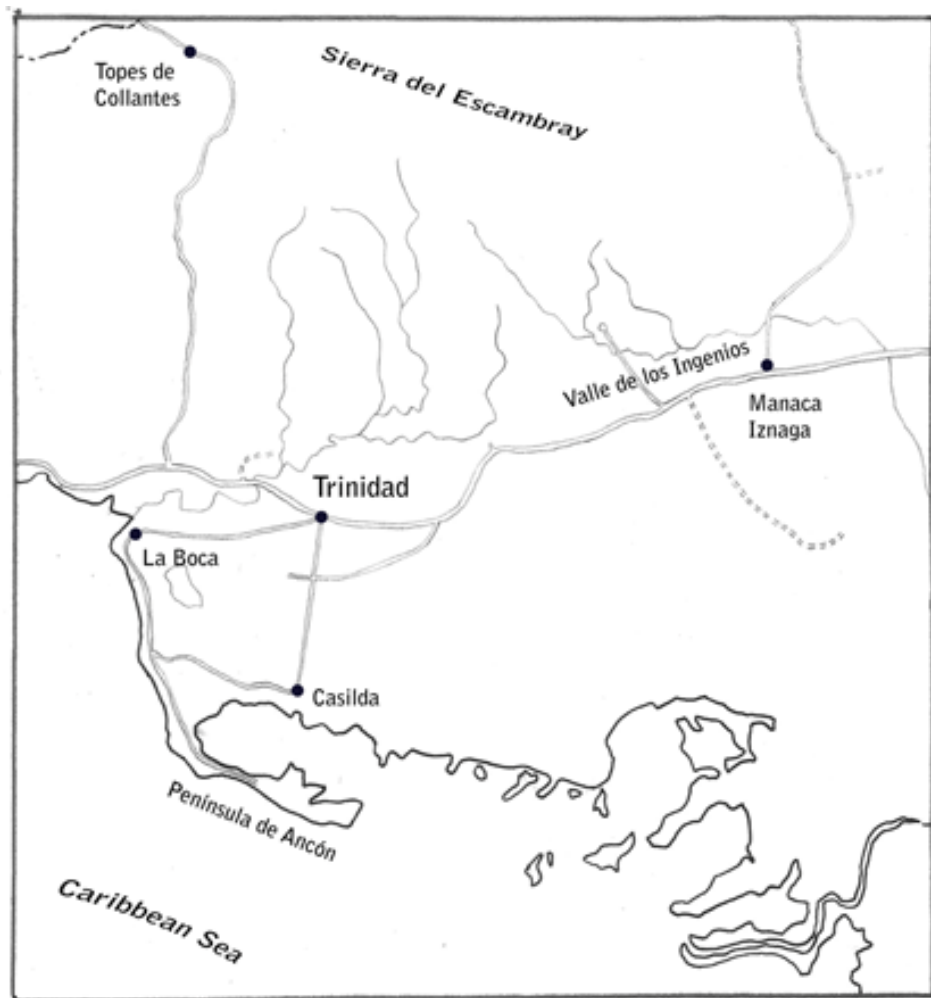 Topes de
Collantes
Sierra del Escambray
Valle de los Ingenios
Manaca
Iznaga
Trinidad
La Boca
Casilda
Península de Ancón
Caribbean Sea